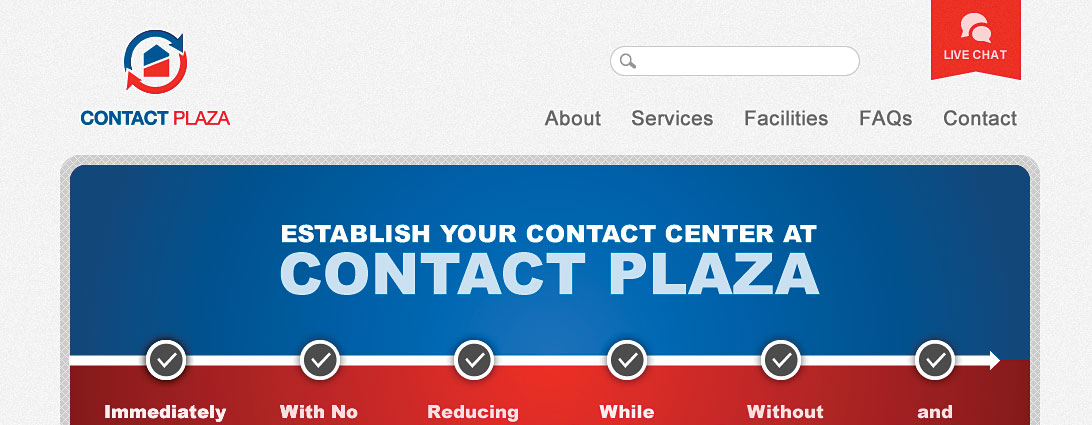 LIVE CHAT
CONTACT PLAZA
About Services Facilities FAQs Contact
ESTABLISH YOUR CONTACT CENTER AT
CONTACT PLAZA
Immediately With No Reducing While Without and